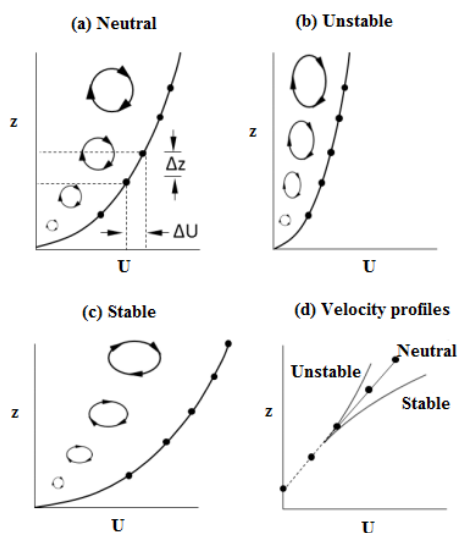 (a) Neutral
(b) Unstable
z
Δz
ΔU
U
z
U
(c) Stable
(d) Velocity profiles
z
U
Neutral
Unstable
Stable
z
U